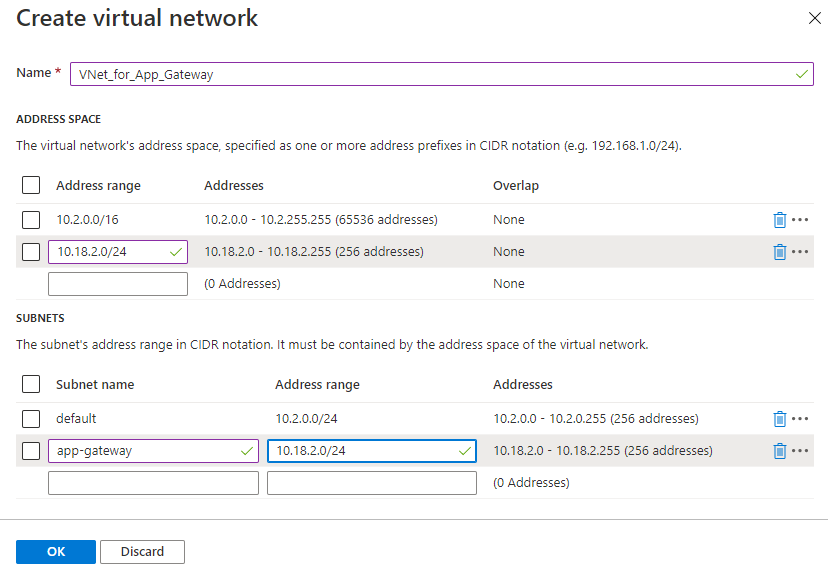 Create virtual network
Name * VNet_for_App_Gateway
ADDRESS SPACE
The virtual network's address space, specified as one or more address prefixes in CIDR notation (e.g. 192.168.1.0/24).
Address range Addresses Overlap
10.2.0.0/16 10.2.0.0 - 10.2.255.255 (65536 addresses) None
10.18.2.0/24 10.18.2.0 - 10.18.2.255 (256 addresses) None
(0 Addresses) None
SUBNETS
The subnet's address range in CIDR notation. It must be contained by the address space of the virtual network.
Subnet name Address range Addresses
default 10.2.0.0/24 10.2.0.0 - 10.2.0.255 (256 addresses)
app-gateway 10.18.2.0/24 10.18.2.0 - 10.18.2.255 (256 addresses)
(0 Addresses)
OK Discard